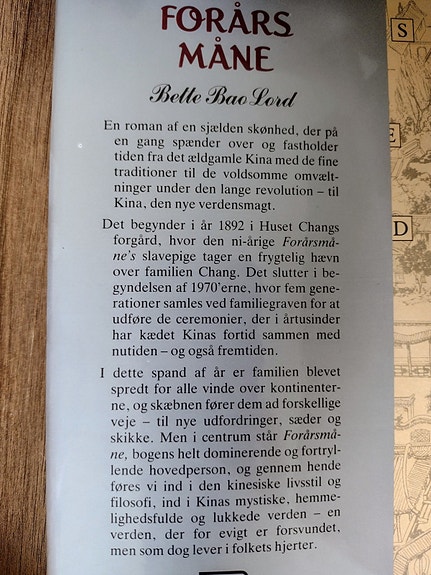 FORÅRS
MÅNE
Bette Bao Lord
En roman af en sjælden skønhed, der på
en gang spænder over og fastholder
tiden fra det ældgamle Kina med de fine
traditioner til de voldsomme omvælt-
ninger under den lange revolution – til
Kina, den nye verdensmagt.
Det begynder i år 1892 i Huset Changs
forgård, hvor den ni-årige Forårsmå-
ne's slavepige tager en frygtelig hævn
over familien Chang. Det slutter i be-
gyndelsen af 1970'erne, hvor fem gene-
rationer samles ved familiegraven for at
udføre de ceremonier, der i årtusinder
har kædet Kinas fortid sammen med
nutiden – og også fremtiden.
I dette spand af år er familien blevet
spredt for alle vinde over kontinenter-
ne, og skæbnen fører dem ad forskellige
veje – til nye udfordringer, sæder og
skikke. Men i centrum står Forårsmå-
ne, bogens helt dominerende og fortryl-
lende hovedperson, og gennem hende
føres vi ind i den kinesiske livsstil og
filosofi, ind i Kinas mystiske, hemme-
lighedsfulde og lukkede verden – en
verden, der for evigt er forsvundet,
men som dog lever i folkets hjerter.
S
E
D